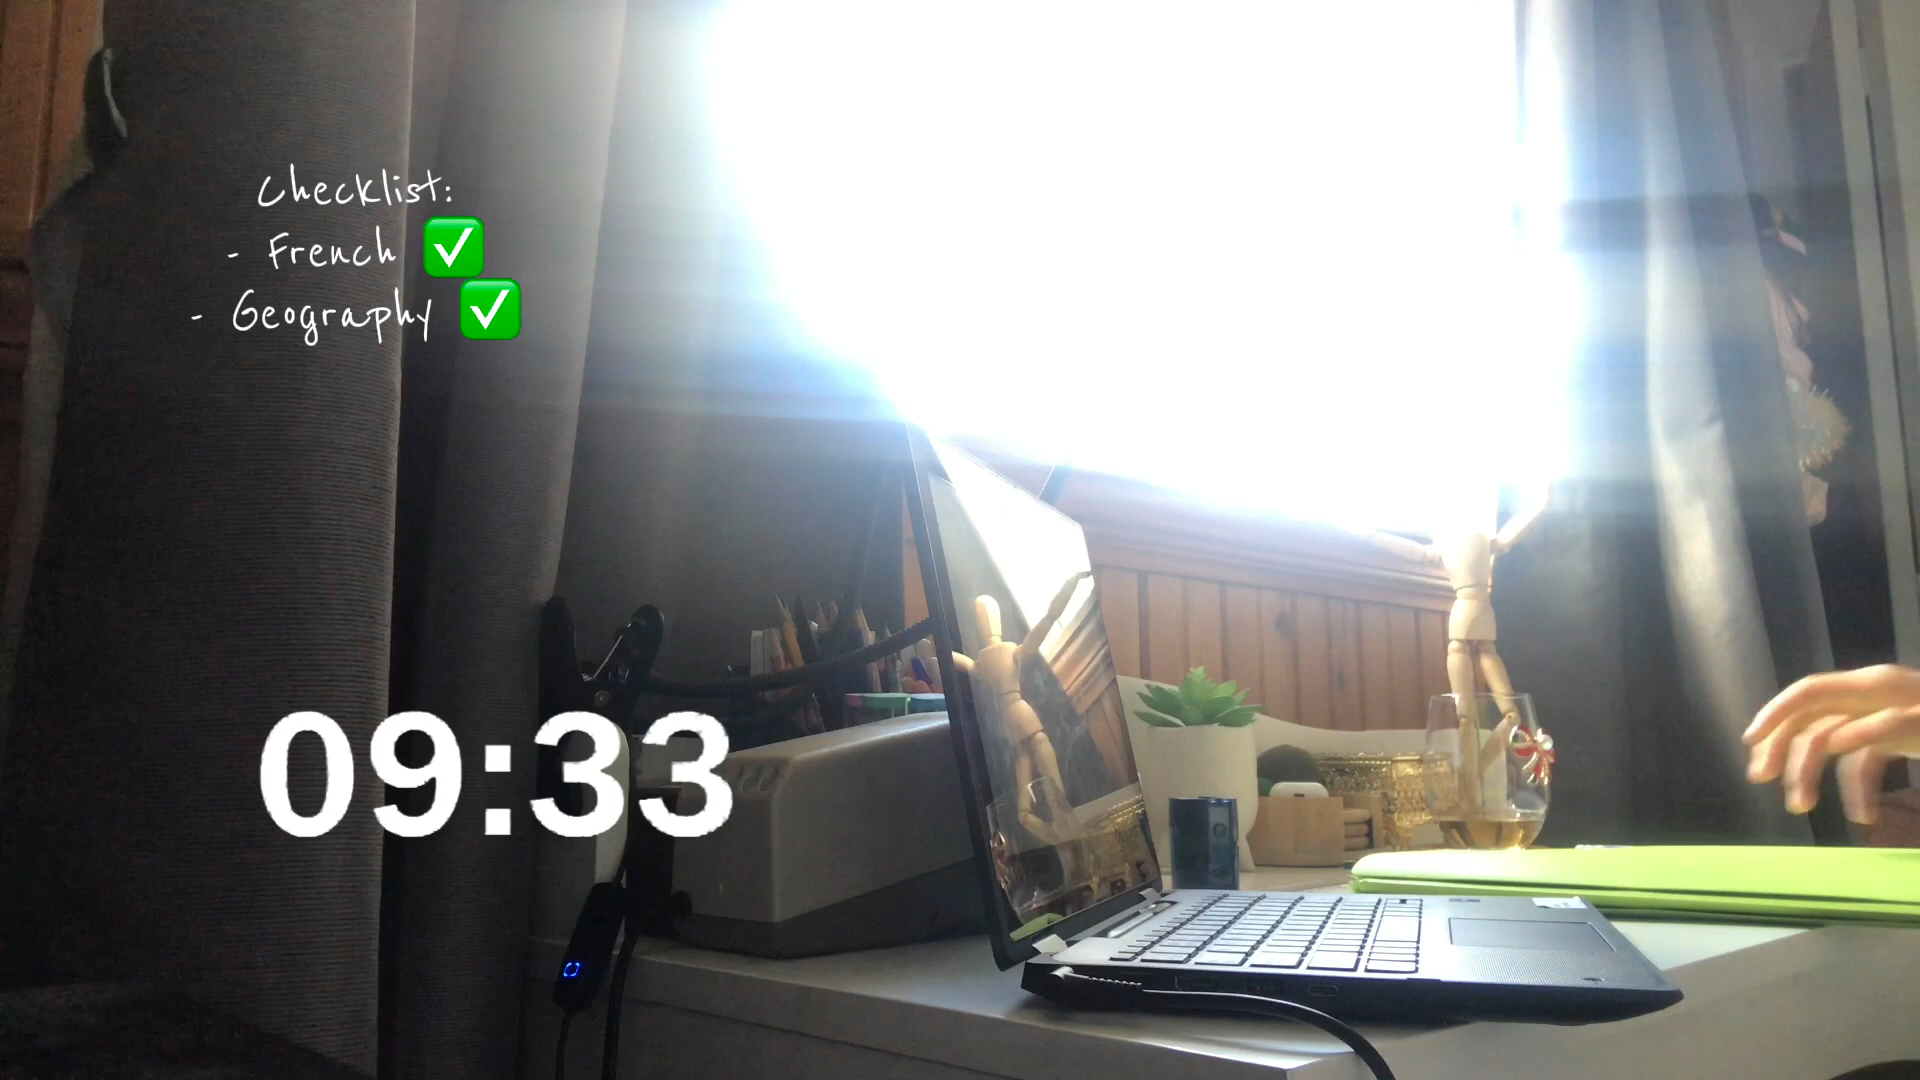 Checklist:
- French ✅
- Geography ✅
09:33